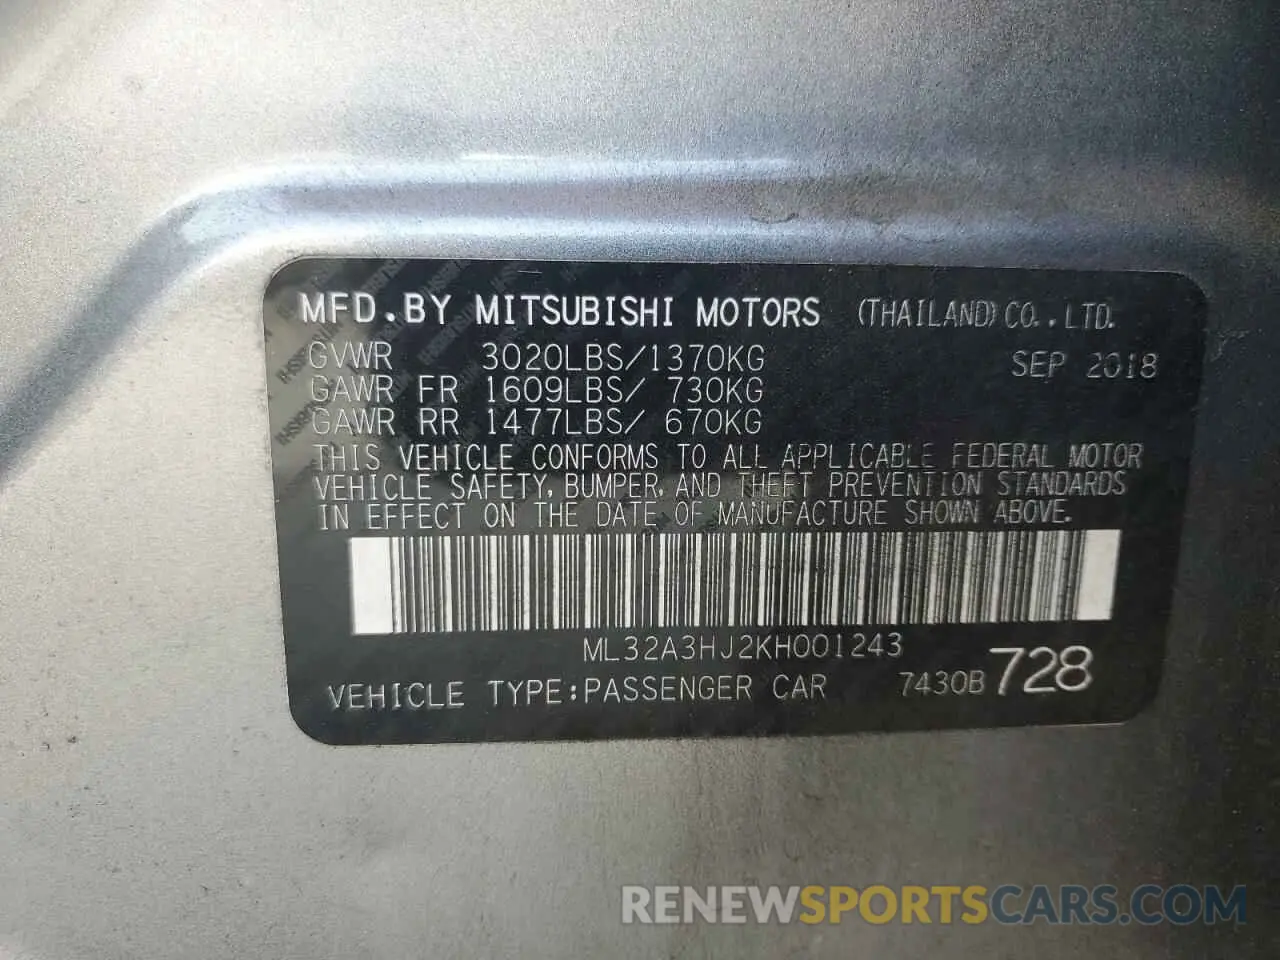 MFD.BY MITSUBISHI MOTORS (THAILAND) CO.,LTD.
GVWR 3020LBS/1370KG SEP 2018
GAWR FR 1609LBS/ 730KG
GAWR RR 1477LBS/ 670KG
THIS VEHICLE CONFORMS TO ALL APPLICABLE FEDERAL MOTOR
VEHICLE SAFETY, BUMPER, AND THEFT PREVENTION STANDARDS
IN EFFECT ON THE DATE OF MANUFACTURE SHOWN ABOVE.
ML32A3HJ2KH001243
VEHICLE TYPE:PASSENGER CAR 7430B 728
RENEWSPORTSCARS.COM